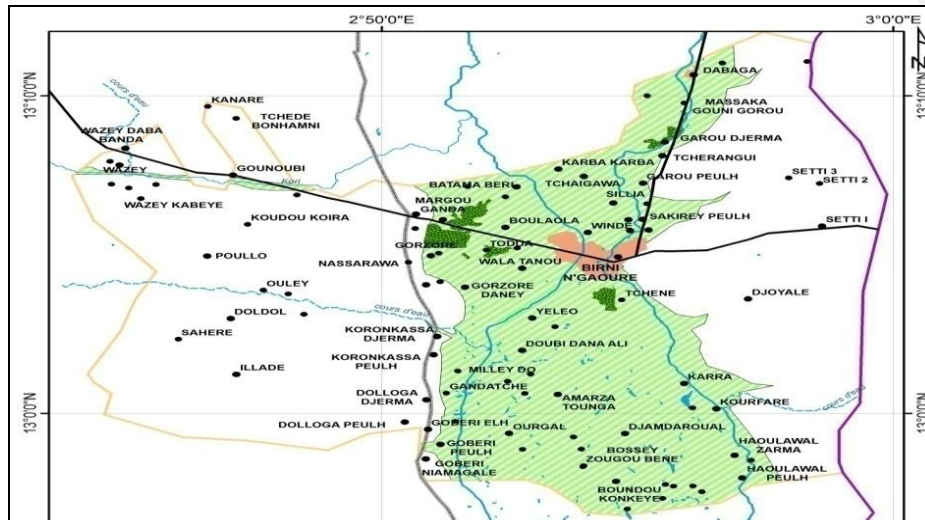 2°50'0"E
3°0'0"E
13°10'0"N
13°10'0"N
DABAGA
cours d'eau
KANARE
TCHEDE
BONHAMNI
MASSAKA
GOUNI GOROU
WAZEY DABA
BANDA
GAROU DJERMA
TCHERANGUI
WAZEY
GOUNOUBI
KARBA KARBA
Kori
BATAMA BERI
TCHAIGAWA
GAROU PEULH
SETTI 3
SETTI 2
WAZEY KABEYE
MARGOU
GANDA
SILLIA
KOUDOU KOIRA
BOULAOLA
WINDE
SAKIREY PEULH
SETTI I
GORZORE
TODDA
POULLO
NASSARAWA
WALA TANOU
BIRNI
N'GAOURE
OULEY
GORZORE
DANEY
TCHENE
DJOYALE
cours d'eau
DOLDOL
YELEO
SAHERE
KORONKASSA
DJERMA
DOUBI DANA ALI
KORONKASSA
PEULH
ILLADE
MILLEY DO
GANDATCHE
KARRA
DOLLOGA
DJERMA
AMARZA
TOUNGA
KOURFARE
cours d'eau
13°0'0"N
13°0'0"N
DOLLOGA PEULH
GOBERI ELH
OURGAL
DJAMDAROUAL
GOBERI
PEULH
BOSSEY
ZOUGOU BENE
HAOULAWAL
ZARMA
GOBERI
NIAMAGALE
HAOULAWAL
PEULH
BOUNDOU
KONKEYE